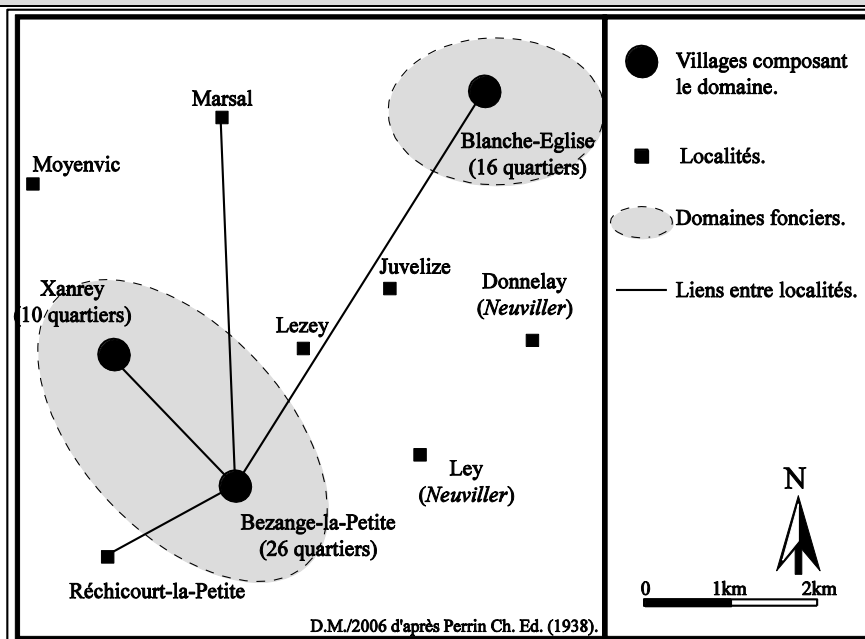 Marsal
Moyenvic
Blanche-Eglise
(16 quartiers)
Xanrey
(10 quartiers)
Juvelize
Donnelay
(Neuviller)
Lezey
Ley
(Neuviller)
Bezange-la-Petite
(26 quartiers)
Réchicourt-la-Petite
D.M./2006 d'après Perrin Ch. Ed. (1938).
Villages composant
le domaine.
Localités.
Domaines fonciers.
Liens entre localités.
N
0 1km 2km